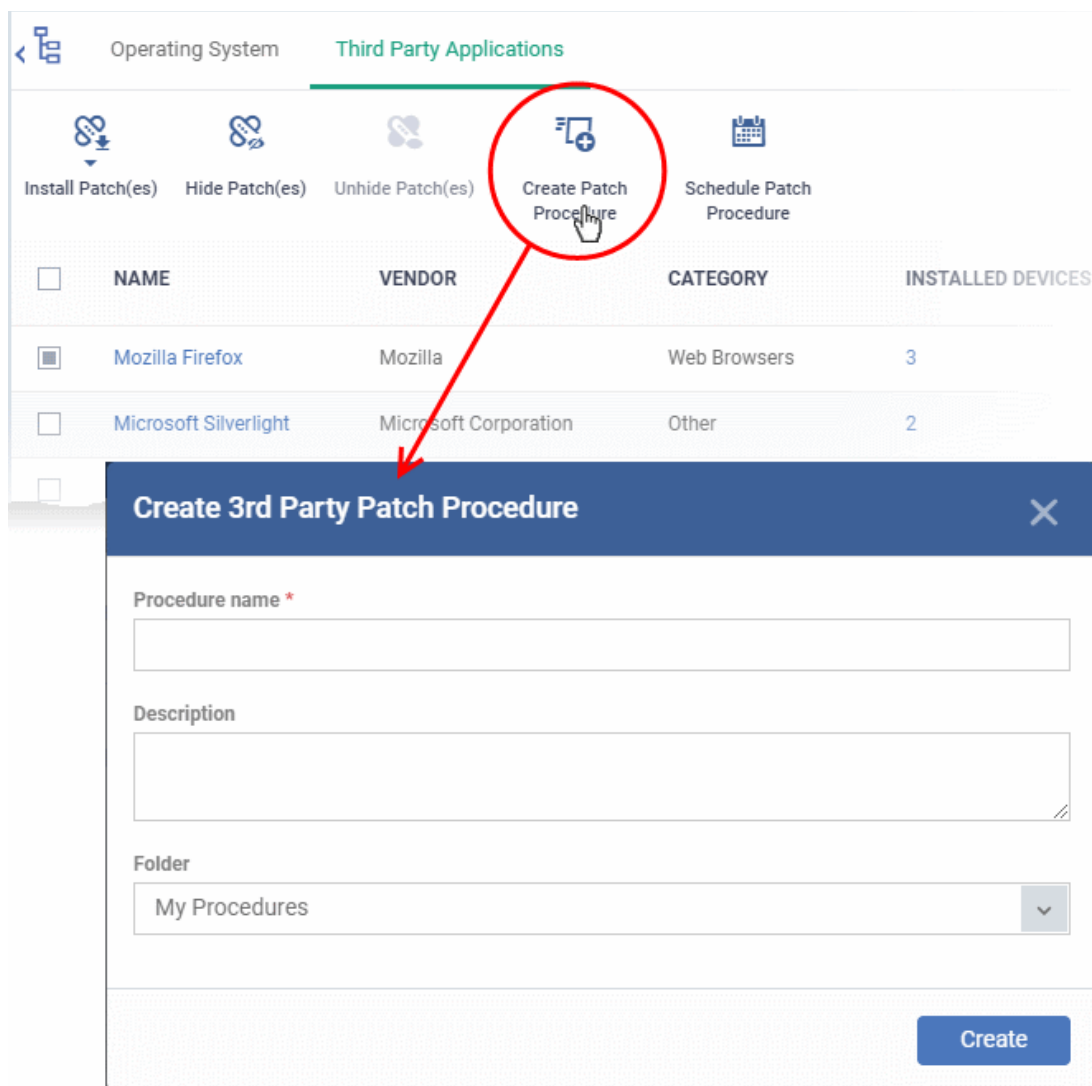 Operating System Third Party Applications
Install Patch(es) Hide Patch(es) Unhide Patch(es) Create Patch Procedure Schedule Patch Procedure
NAME VENDOR CATEGORY INSTALLED DEVICES
Mozilla Firefox Mozilla Web Browsers 3
Microsoft Silverlight Microsoft Corporation Other 2
Create 3rd Party Patch Procedure
Procedure name *
Description
Folder
My Procedures
Create